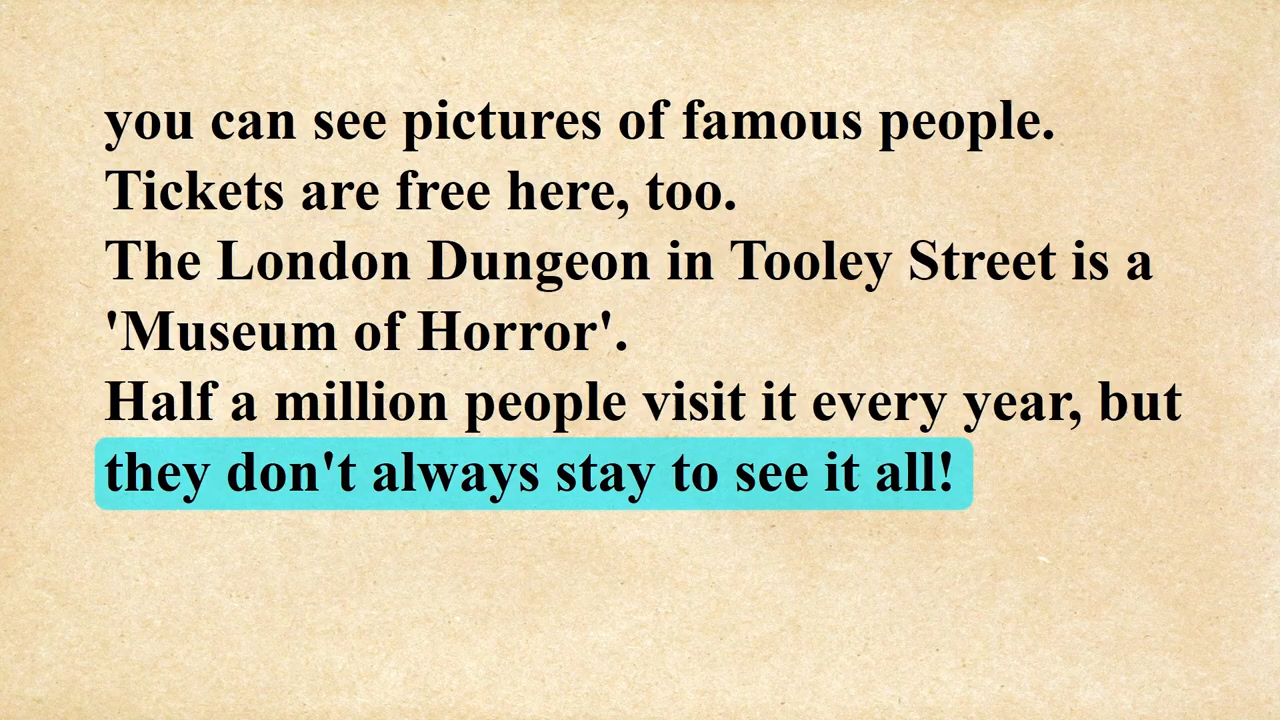 you can see pictures of famous people.
Tickets are free here, too.
The London Dungeon in Tooley Street is a
'Museum of Horror'.
Half a million people visit it every year, but
they don't always stay to see it all!